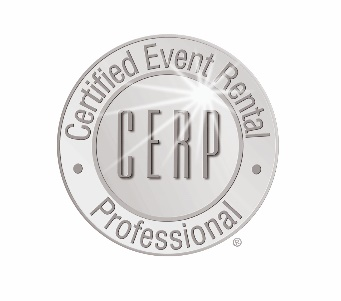 Certified Event Rental
CERP
Professional
®